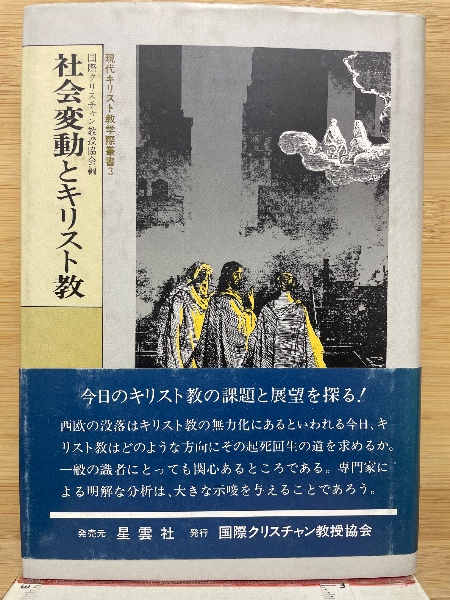 現代キリスト教学際叢書3
国際クリスチャン教授協会編
社会変動とキリスト教
今日のキリスト教の課題と展望を探る!
西欧の没落はキリスト教の無力化にあるといわれる今日、キ
リスト教はどのような方向にその起死回生の道を求めるか。
一般の識者にとっても関心あるところである。専門家に
よる明解な分析は、大きな示唆を与えることであろう。
発売元 星雲社 発行 国際クリスチャン教授協会